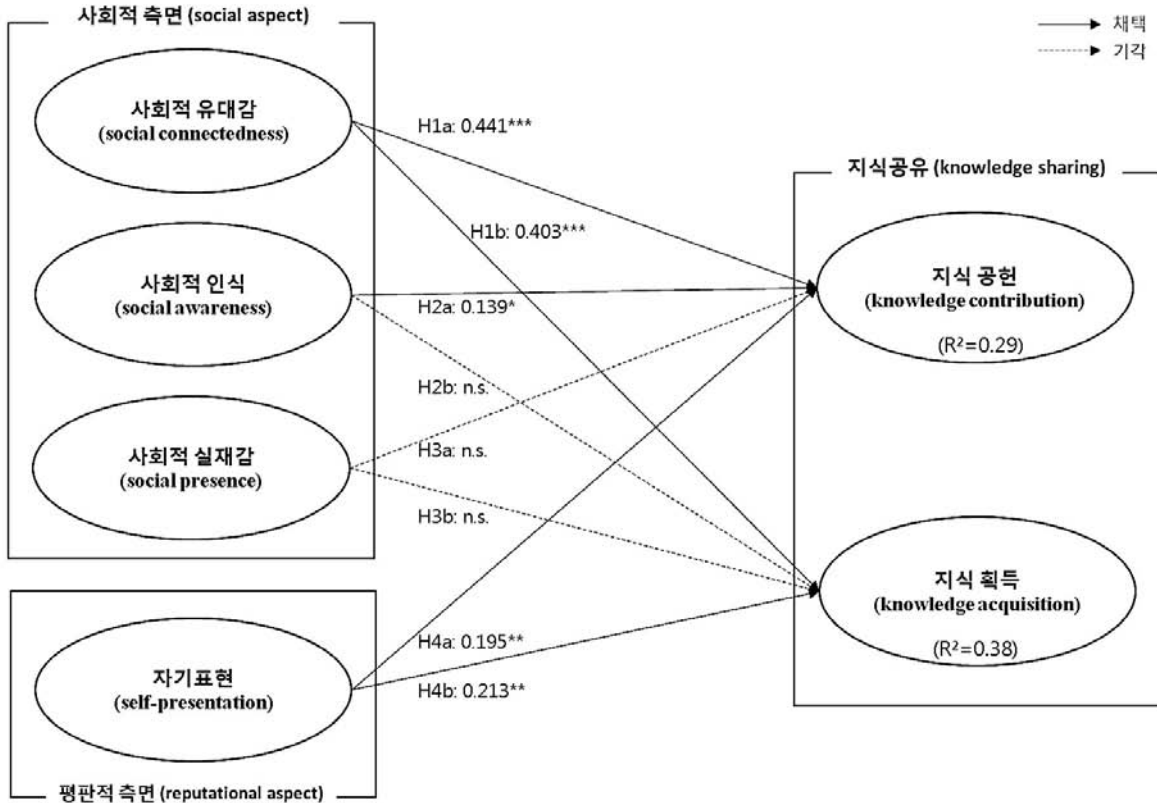 사회적 측면 (social aspect)
채택
기각
사회적 유대감
(social connectedness)
H1a: 0.441***
지식공유 (knowledge sharing)
H1b: 0.403***
사회적 인식
(social awareness)
H2a: 0.139*
지식 공헌
(knowledge contribution)
(R²=0.29)
H2b: n.s.
사회적 실재감
(social presence)
H3a: n.s.
H3b: n.s.
지식 획득
(knowledge acquisition)
(R²=0.38)
H4a: 0.195**
자기표현
(self-presentation)
H4b: 0.213**
평판적 측면 (reputational aspect)